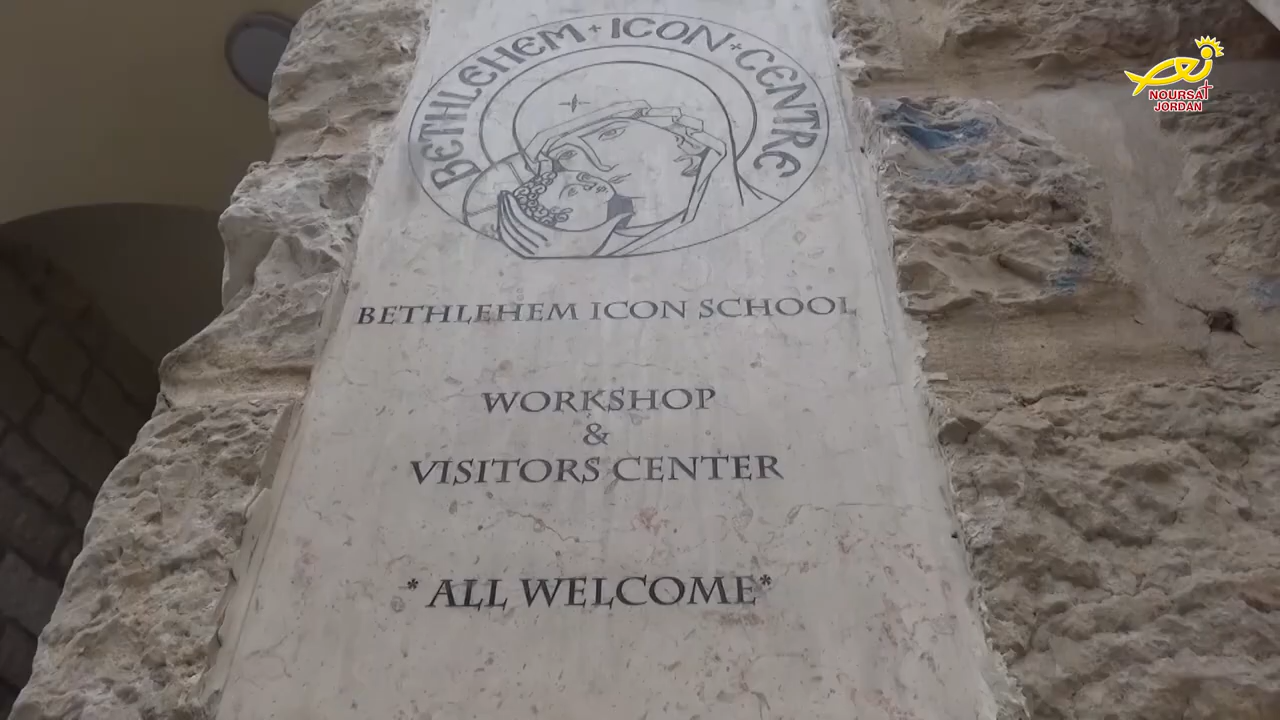 BETHLEHEM + ICON + CENTRE
BETHLEHEM ICON SCHOOL
WORKSHOP
&
VISITORS CENTER
* ALL WELCOME*
NOURSAT
JORDAN